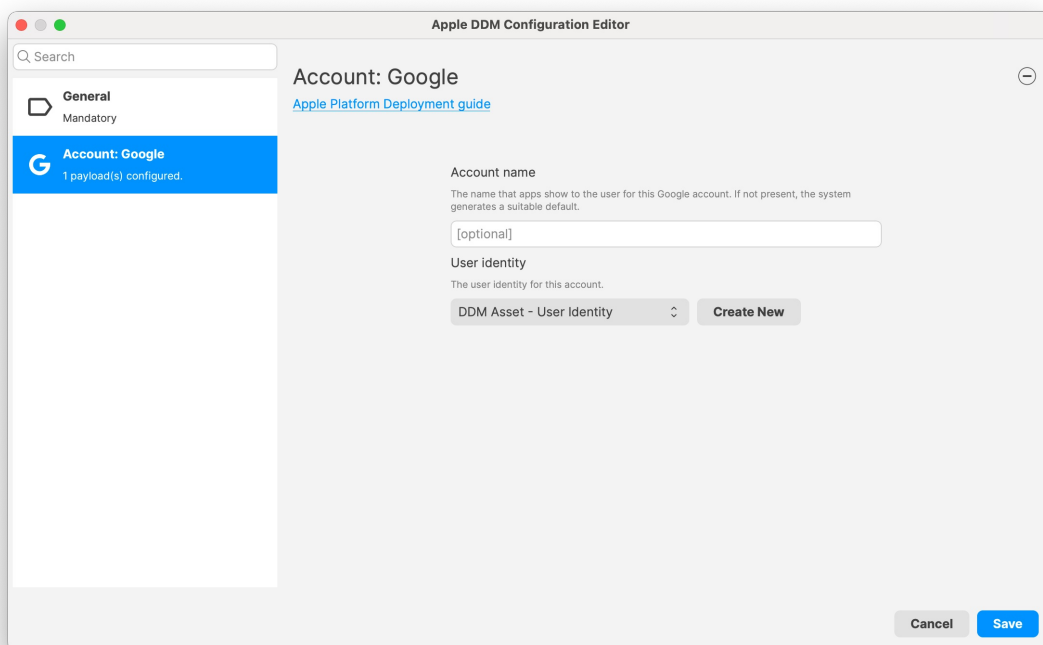 Apple DDM Configuration Editor
Search
General
Mandatory
Account: Google
1 payload(s) configured.
Account: Google
Apple Platform Deployment guide
Account name
The name that apps show to the user for this Google account. If not present, the system
generates a suitable default.
[optional]
User identity
The user identity for this account.
DDM Asset - User Identity
Create New
Cancel
Save